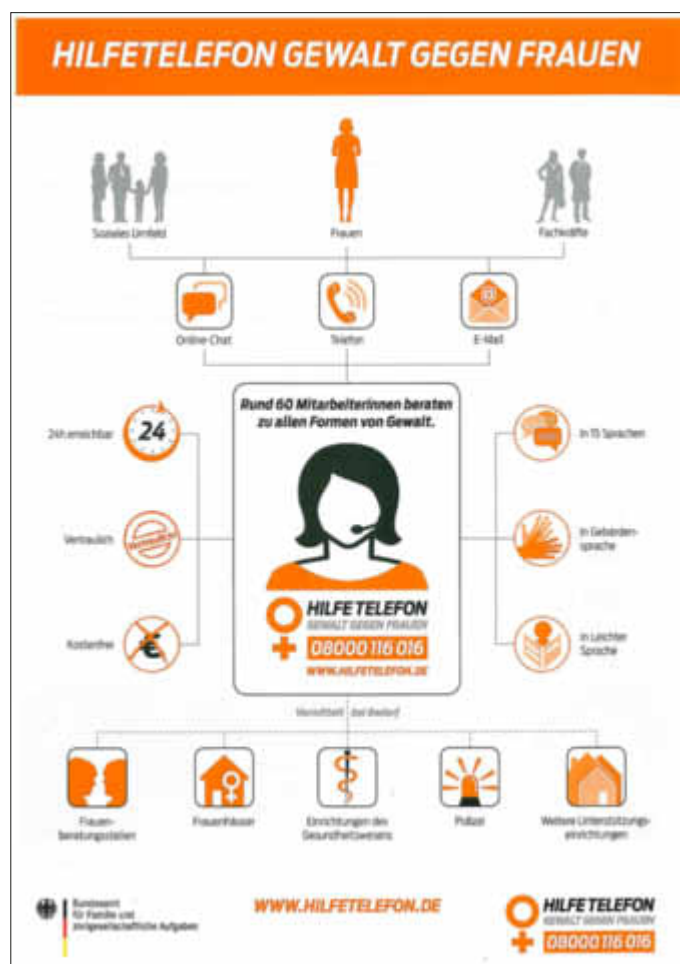 HILFETELEFON GEWALT GEGEN FRAUEN
Soziales Umfeld
Frauen
Fachkräfte
Online-Chat
Telefon
E-Mail
Rund 60 Mitarbeiterinnen beraten
zu allen Formen von Gewalt.
24h erreichbar
24
In 15 Sprachen
Vertraulich
In Gebärden-
sprache
Kostenfrei
€
In Leichter
Sprache
HILFE TELEFON
GEWALT GEGEN FRAUEN
08000 116 016
WWW.HILFETELEFON.DE
Vermittelt bei Bedarf
Frauen-
beratungsstellen
Frauenhäuser
Einrichtungen des
Gesundheitswesens
Polizei
Weitere Unterstützungs-
einrichtungen
Bundesamt
für Familie und
zivilgesellschaftliche Aufgaben
WWW.HILFETELEFON.DE
HILFE TELEFON
GEWALT GEGEN FRAUEN
08000 116 016